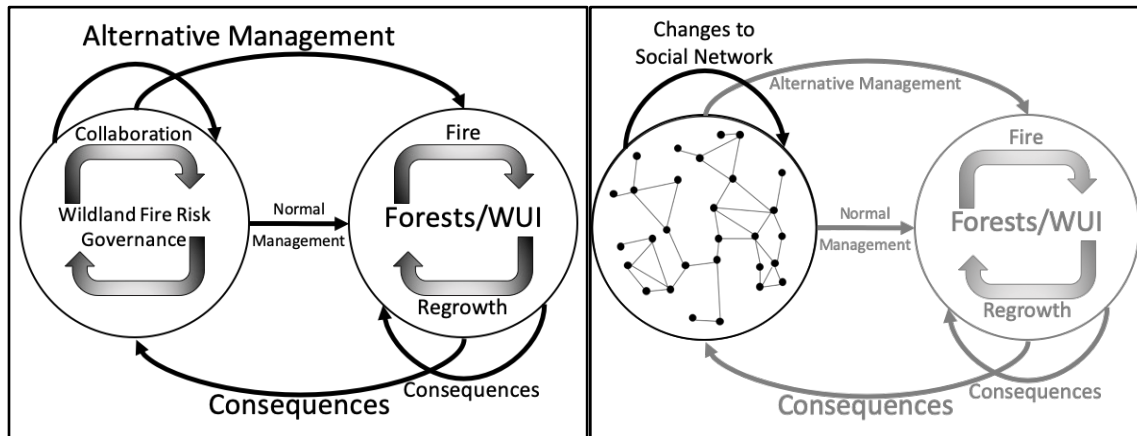 Alternative Management
Collaboration
Wildland Fire Risk
Governance
Normal
Management
Fire
Forests/WUI
Regrowth
Consequences
Consequences
Changes to
Social Network
Alternative Management
Normal
Management
Fire
Forests/WUI
Regrowth
Consequences
Consequences